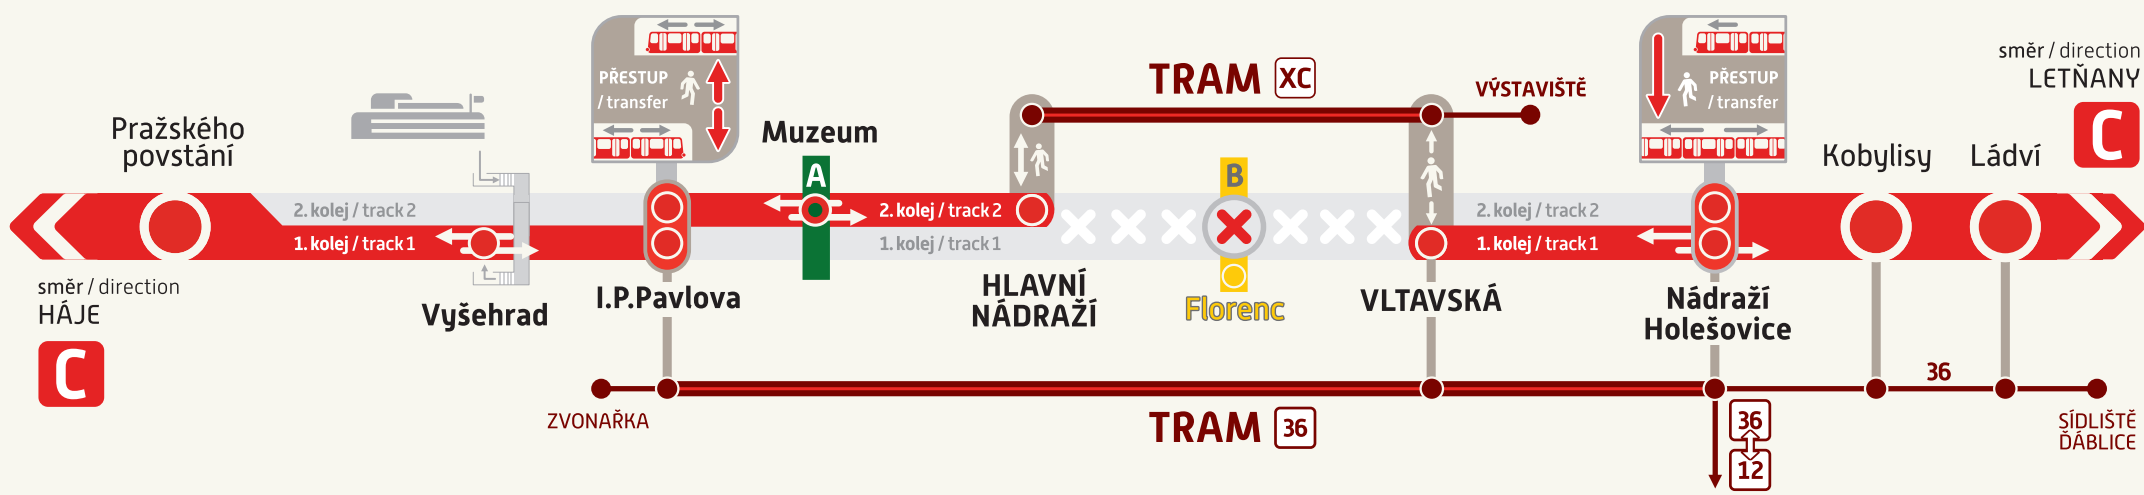 směr / direction
LETŇANY
C
PŘESTUP
/ transfer
PŘESTUP
/ transfer
TRAM XC
VÝSTAVIŠTĚ
Pražského
povstání
Muzeum
A
B
Kobylisy
Ládví
2. kolej / track 2
1. kolej / track 1
2. kolej / track 2
1. kolej / track 1
2. kolej / track 2
1. kolej / track 1
směr / direction
HÁJE
C
Vyšehrad
I.P.Pavlova
HLAVNÍ
NÁDRAŽÍ
Florenc
VLTAVSKÁ
Nádraží
Holešovice
ZVONAŘKA
TRAM 36
36
SÍDLIŠTĚ
ĎÁBLICE
36
12